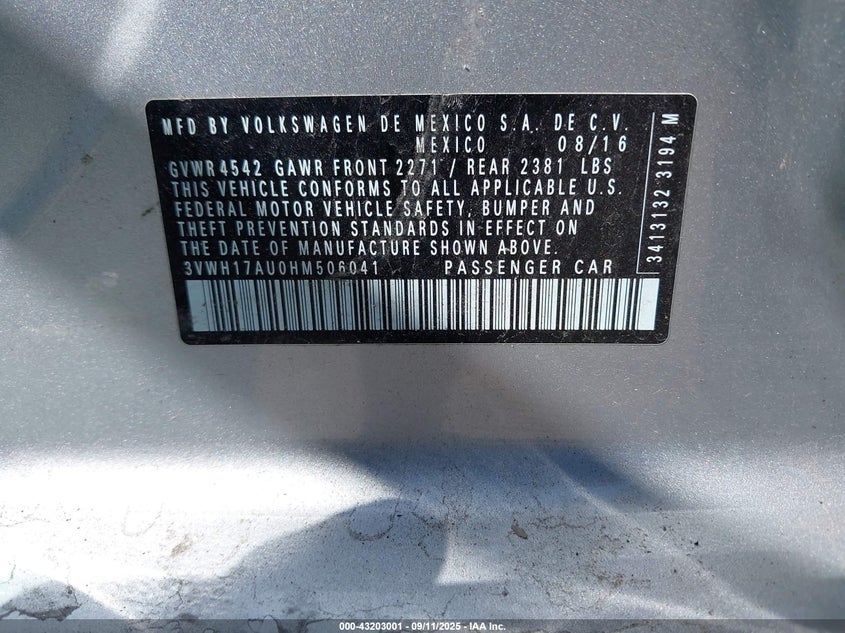 MFD BY VOLKSWAGEN DE MEXICO S.A. DE C.V.
MEXICO 08/16
GVWR 4542 GAWR FRONT 2271 / REAR 2381 LBS
THIS VEHICLE CONFORMS TO ALL APPLICABLE U.S.
FEDERAL MOTOR VEHICLE SAFETY, BUMPER AND
THEFT PREVENTION STANDARDS IN EFFECT ON
THE DATE OF MANUFACTURE SHOWN ABOVE.
3VWH17AU0HM506041 PASSENGER CAR
3413132 3194 M
000-43203001 - 09/11/2025 - IAA Inc.